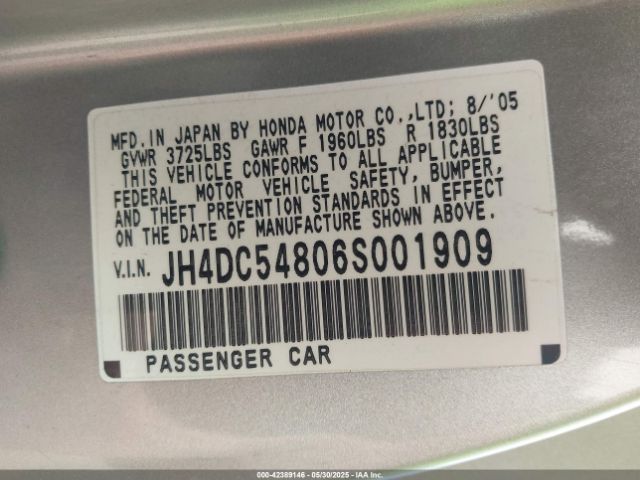 MFD.IN JAPAN BY HONDA MOTOR CO.,LTD; 8/'05
GVWR 3725LBS GAWR F 1960LBS R 1830LBS
THIS VEHICLE CONFORMS TO ALL APPLICABLE
FEDERAL MOTOR VEHICLE SAFETY, BUMPER,
AND THEFT PREVENTION STANDARDS IN EFFECT
ON THE DATE OF MANUFACTURE SHOWN ABOVE.
V.I.N. JH4DC54806S001909
PASSENGER CAR
000-42389146 - 05/30/2025 - IAA, Inc.